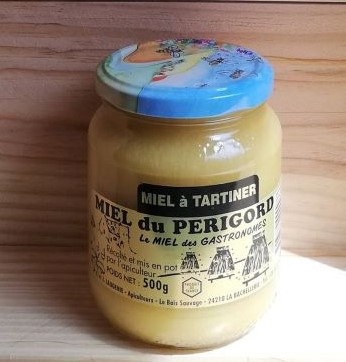 MIEL à TARTINER
MIEL du PERIGORD
Le MIEL des GASTRONOMES
Récolté et mis en pot
par l'apiculteur
POIDS NET : 500g
Apiculteurs - Le Bois Sauvage - 24210 LA BACHELLERIE